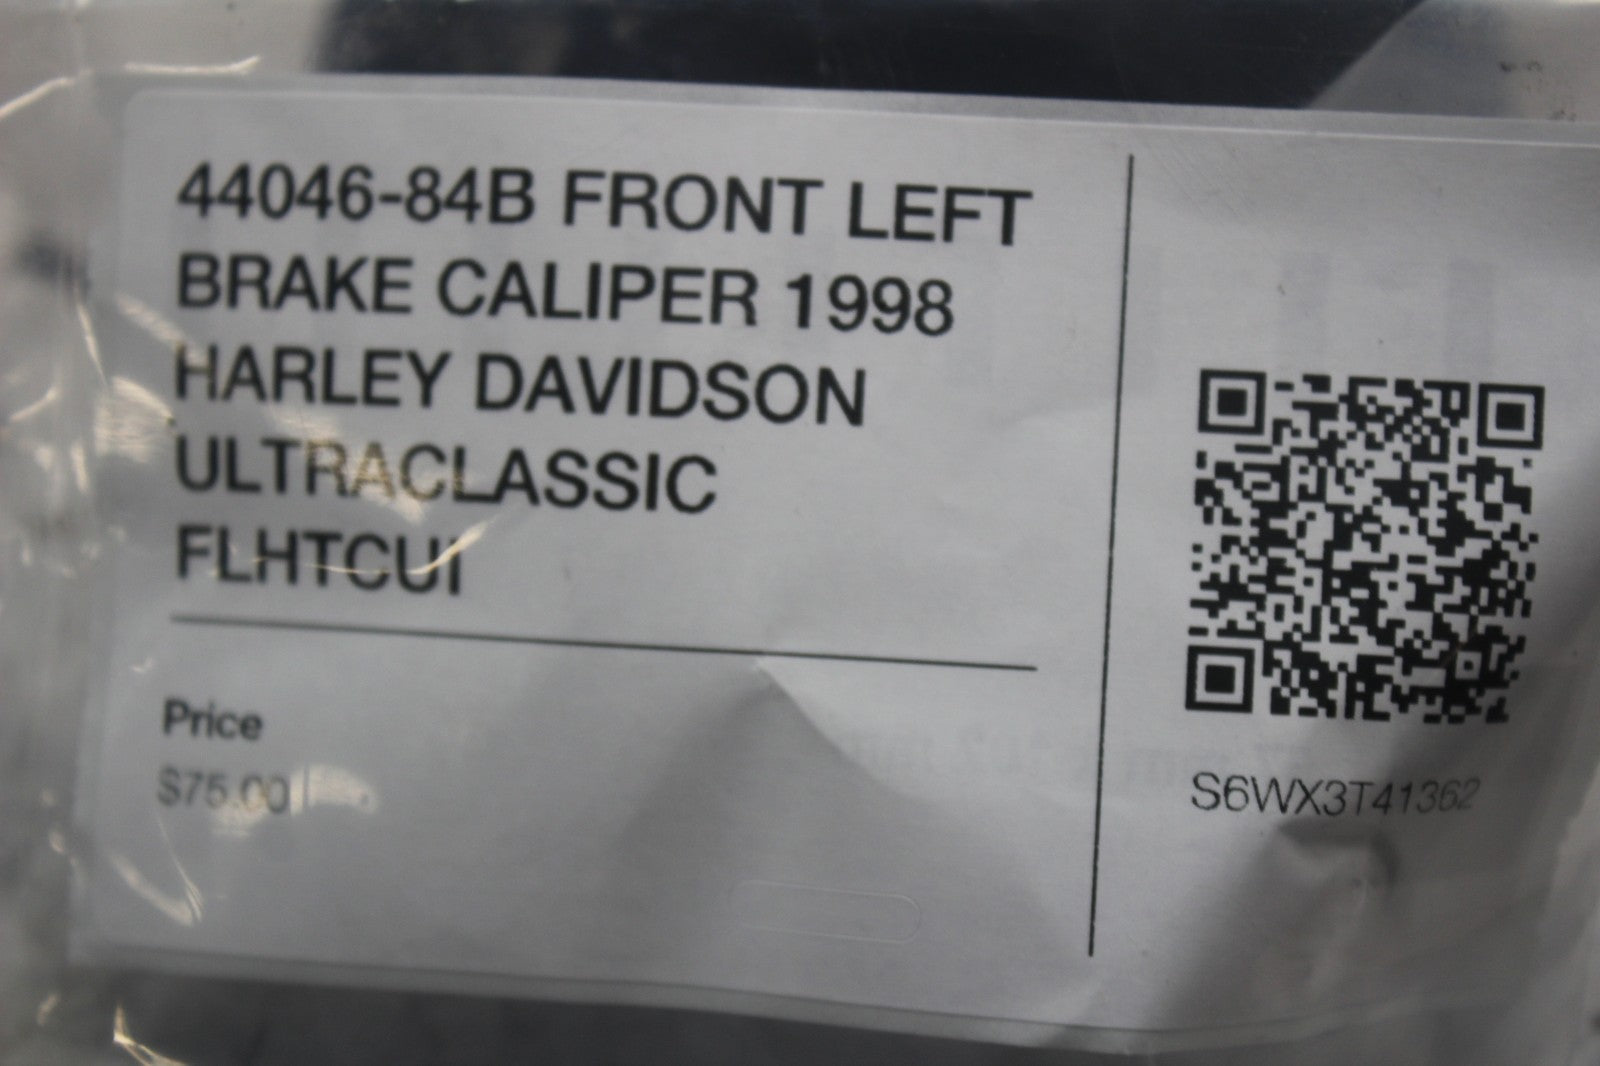 44046-84B FRONT LEFT
BRAKE CALIPER 1998
HARLEY DAVIDSON
ULTRACLASSIC
FLHTCUI
Price
$75.00
S6WX3T41362